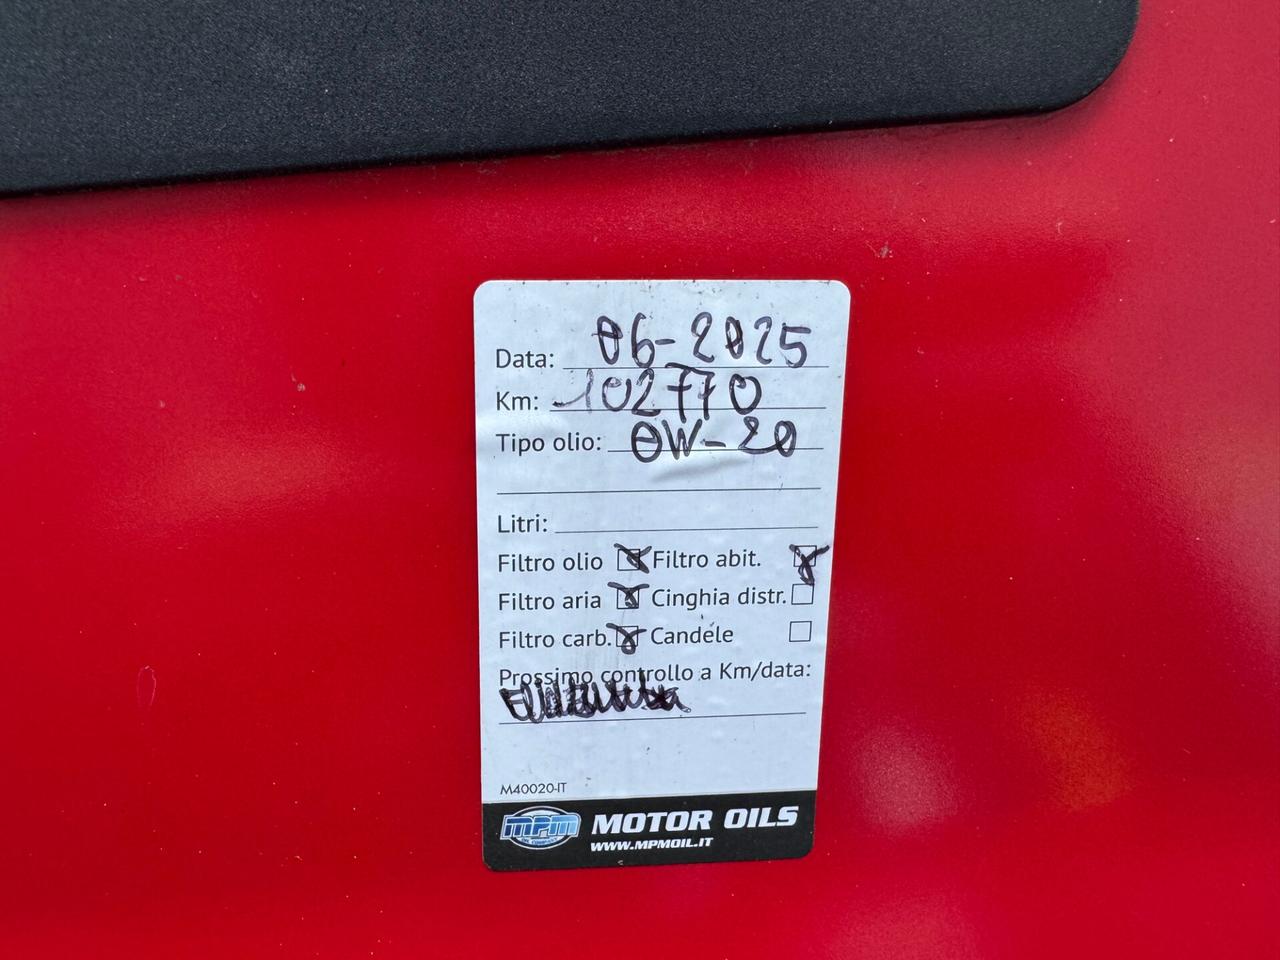 Data: 06-2025
Km: 102770
Tipo olio: 0W-20
Litri:
Filtro olio Filtro abit.
Filtro aria Cinghia distr.
Filtro carb. Candele
Prossimo controllo a Km/data:
M40020-IT
MPM MOTOR OILS
WWW.MPMOIL.IT